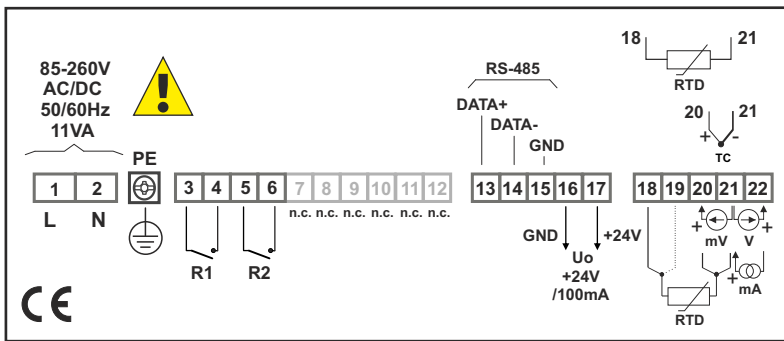 85-260V
AC/DC
50/60Hz
11VA
PE
1 2
L N
3 4 5 6 7 8 9 10 11 12
n.c. n.c. n.c. n.c. n.c. n.c.
R1 R2
RS-485
DATA+
DATA-
GND
13 14 15 16 17
GND +24V
Uo
+24V
/100mA
18 21
RTD
20 21
+ -
TC
18 19 20 21 22
+ mV V +
+ mA
RTD
CE